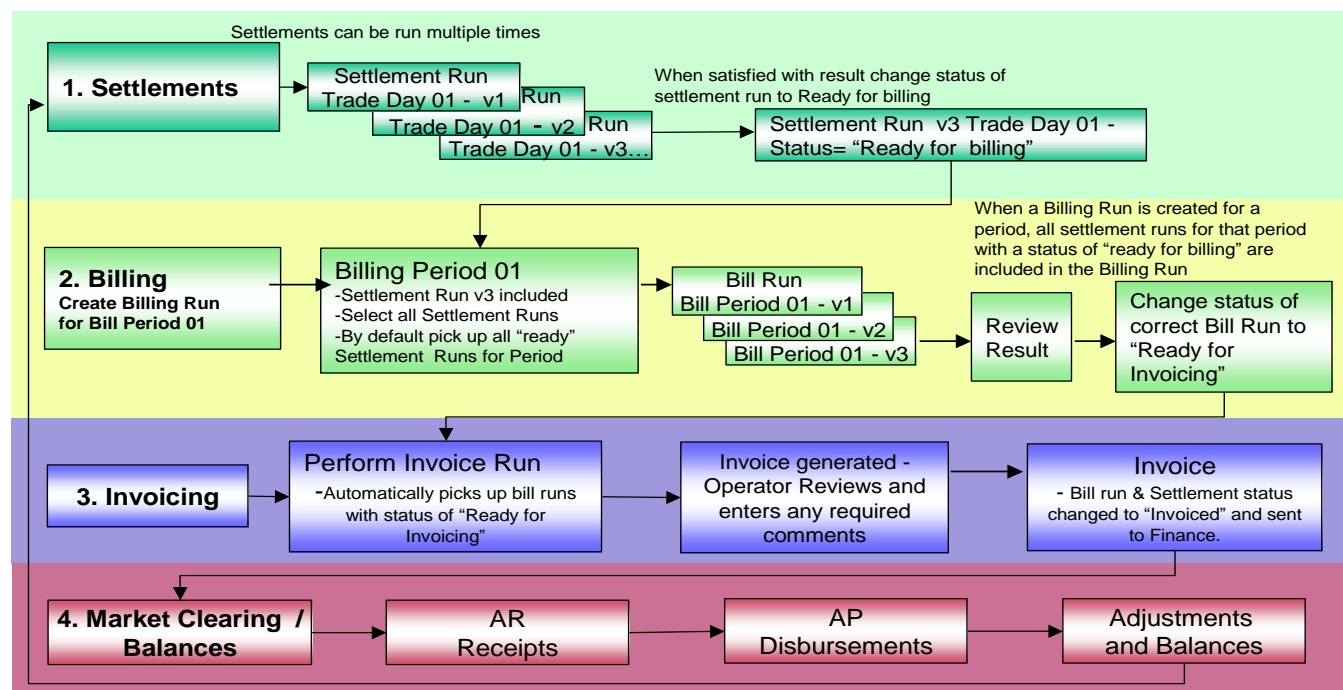 Settlements can be run multiple times
1. Settlements
Settlement Run
Trade Day 01 - v1
Run
Trade Day 01 - v2
Run
Trade Day 01 - v3...
When satisfied with result change status of
settlement run to Ready for billing
Settlement Run v3 Trade Day 01 -
Status= “Ready for billing”
2. Billing
Create Billing Run
for Bill Period 01
Billing Period 01
-Settlement Run v3 included
-Select all Settlement Runs
-By default pick up all “ready”
Settlement Runs for Period
Bill Run
Bill Period 01 - v1
Bill Period 01 - v2
Bill Period 01 - v3
Review
Result
When a Billing Run is created for a
period, all settlement runs for that period
with a status of “ready for billing” are
included in the Billing Run
Change status of
correct Bill Run to
“Ready for
Invoicing”
3. Invoicing
Perform Invoice Run
-Automatically picks up bill runs
with status of “Ready for
Invoicing”
Invoice generated -
Operator Reviews and
enters any required
comments
Invoice
- Bill run & Settlement status
changed to “Invoiced” and sent
to Finance.
4. Market Clearing /
Balances
AR
Receipts
AP
Disbursements
Adjustments
and Balances